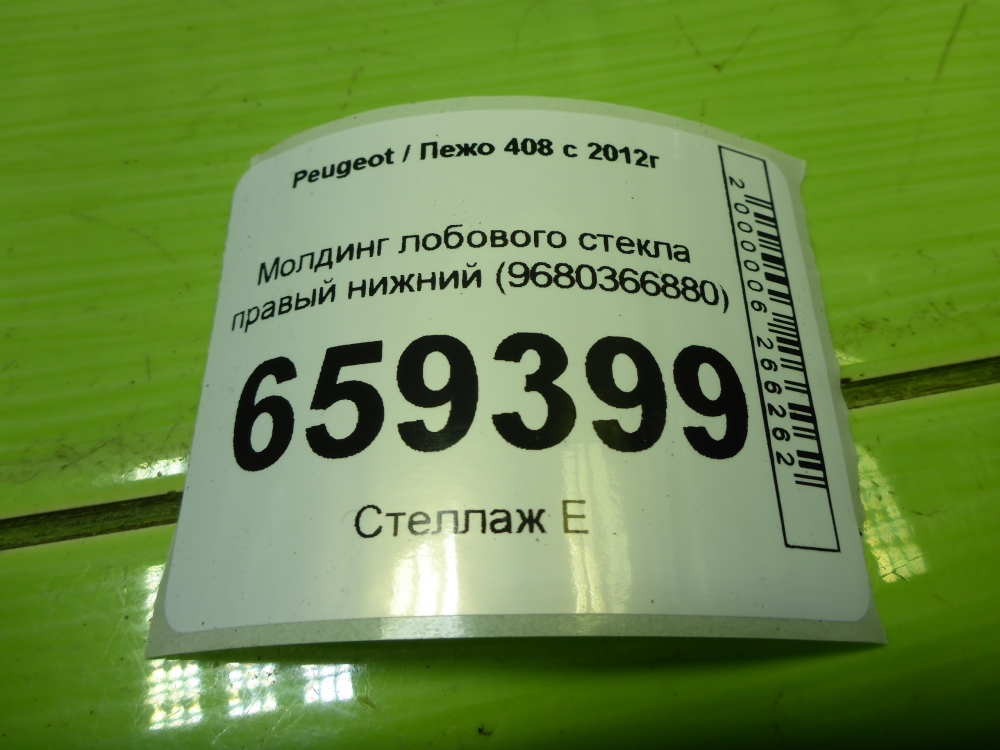 Peugeot / Пежо 408 с 2012г
Молдинг лобового стекла
правый нижний (9680366880)
659399
Стеллаж Е
2000006266262